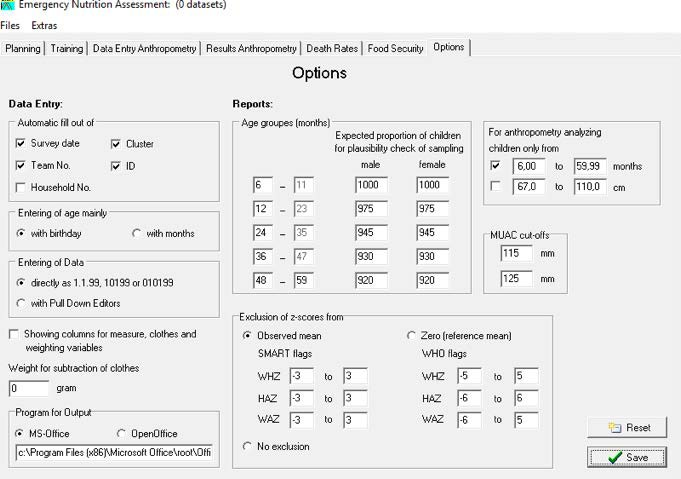 Emergency Nutrition Assessment: (0 datasets)
Files Extras
Planning Training Data Entry Anthropometry Results Anthropometry Death Rates Food Security Options
Options
Data Entry:
Automatic fill out of
Survey date Cluster
Team No. ID
Household No.
Entering of age mainly
with birthday with months
Entering of Data
directly as 1.1.99, 10199 or 010199
with Pull Down Editors
Showing columns for measure, clothes and
weighting variables
Weight for subtraction of clothes
0 gram
Program for Output
MS-Office OpenOffice
c:\Program Files (x86)\Microsoft Office\root\Offi
Reports:
Age groupes (months)
Expected proportion of children
for plausibility check of sampling
male female
6 – 11 1000 1000
12 – 23 975 975
24 – 35 945 945
36 – 47 930 930
48 – 59 920 920
For anthropometry analyzing
children only from
6,00 to 59,99 months
67,0 to 110,0 cm
MUAC cut-offs
115 mm
125 mm
Exclusion of z-scores from
Observed mean Zero (reference mean)
SMART flags WHO flags
WHZ -3 to 3 WHZ -5 to 5
HAZ -3 to 3 HAZ -6 to 6
WAZ -3 to 3 WAZ -6 to 5
No exclusion
Reset
Save